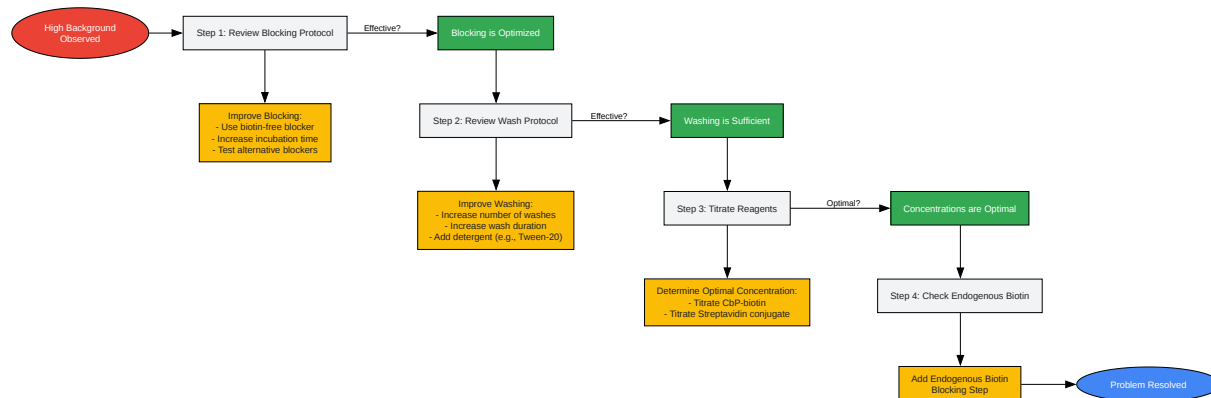 High Background
Observed
Step 1: Review Blocking Protocol
Effective?
Blocking is Optimized
Improve Blocking:
- Use biotin-free blocker
- Increase incubation time
- Test alternative blockers
Step 2: Review Wash Protocol
Effective?
Washing is Sufficient
Improve Washing:
- Increase number of washes
- Increase wash duration
- Add detergent (e.g., Tween-20)
Step 3: Titrate Reagents
Optimal?
Concentrations are Optimal
Determine Optimal Concentration:
- Titrate CbP-biotin
- Titrate Streptavidin conjugate
Step 4: Check Endogenous Biotin
Add Endogenous Biotin
Blocking Step
Problem Resolved